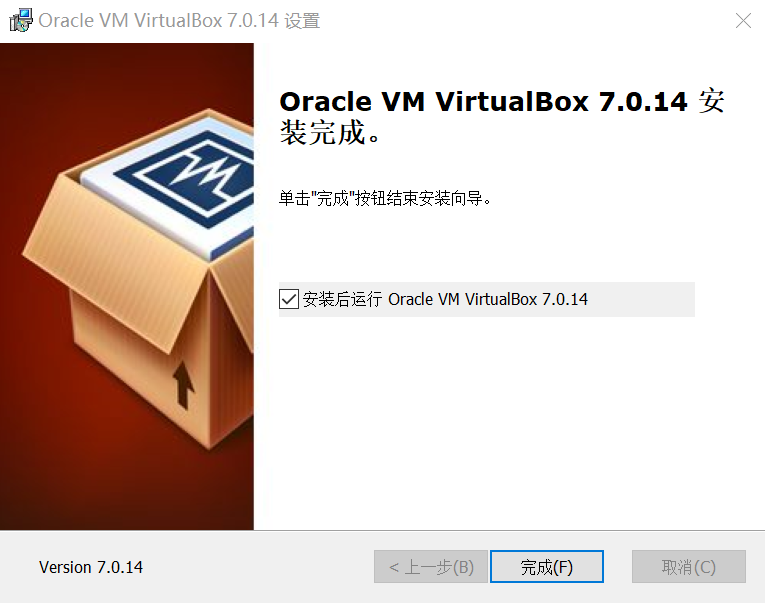 Oracle VM VirtualBox 7.0.14 设置
Oracle VM VirtualBox 7.0.14 安
装完成。
单击"完成"按钮结束安装向导。
安装后运行 Oracle VM VirtualBox 7.0.14
Version 7.0.14
< 上一步(B)
完成(F)
取消(C)